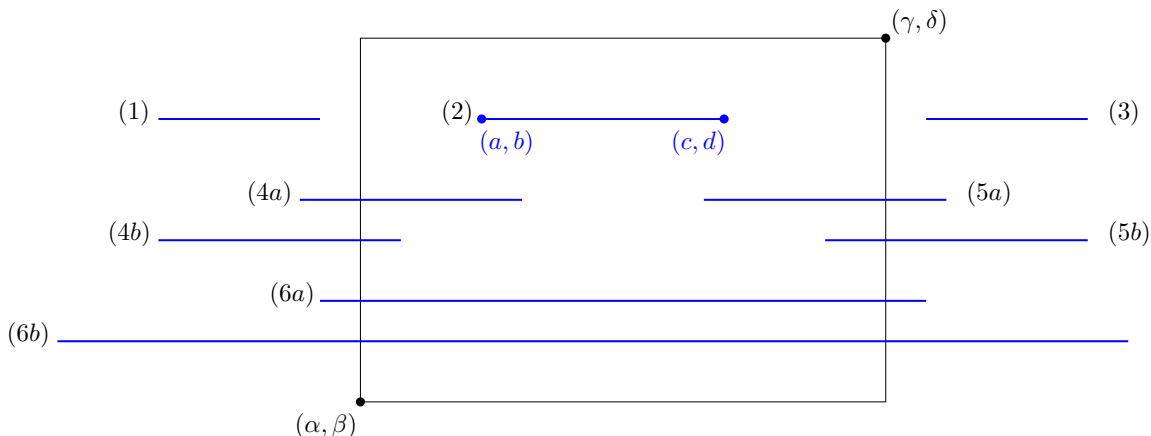 (γ, δ)
(1)
(2)
(3)
(a, b)
(c, d)
(4a)
(5a)
(4b)
(5b)
(6a)
(6b)
(α, β)